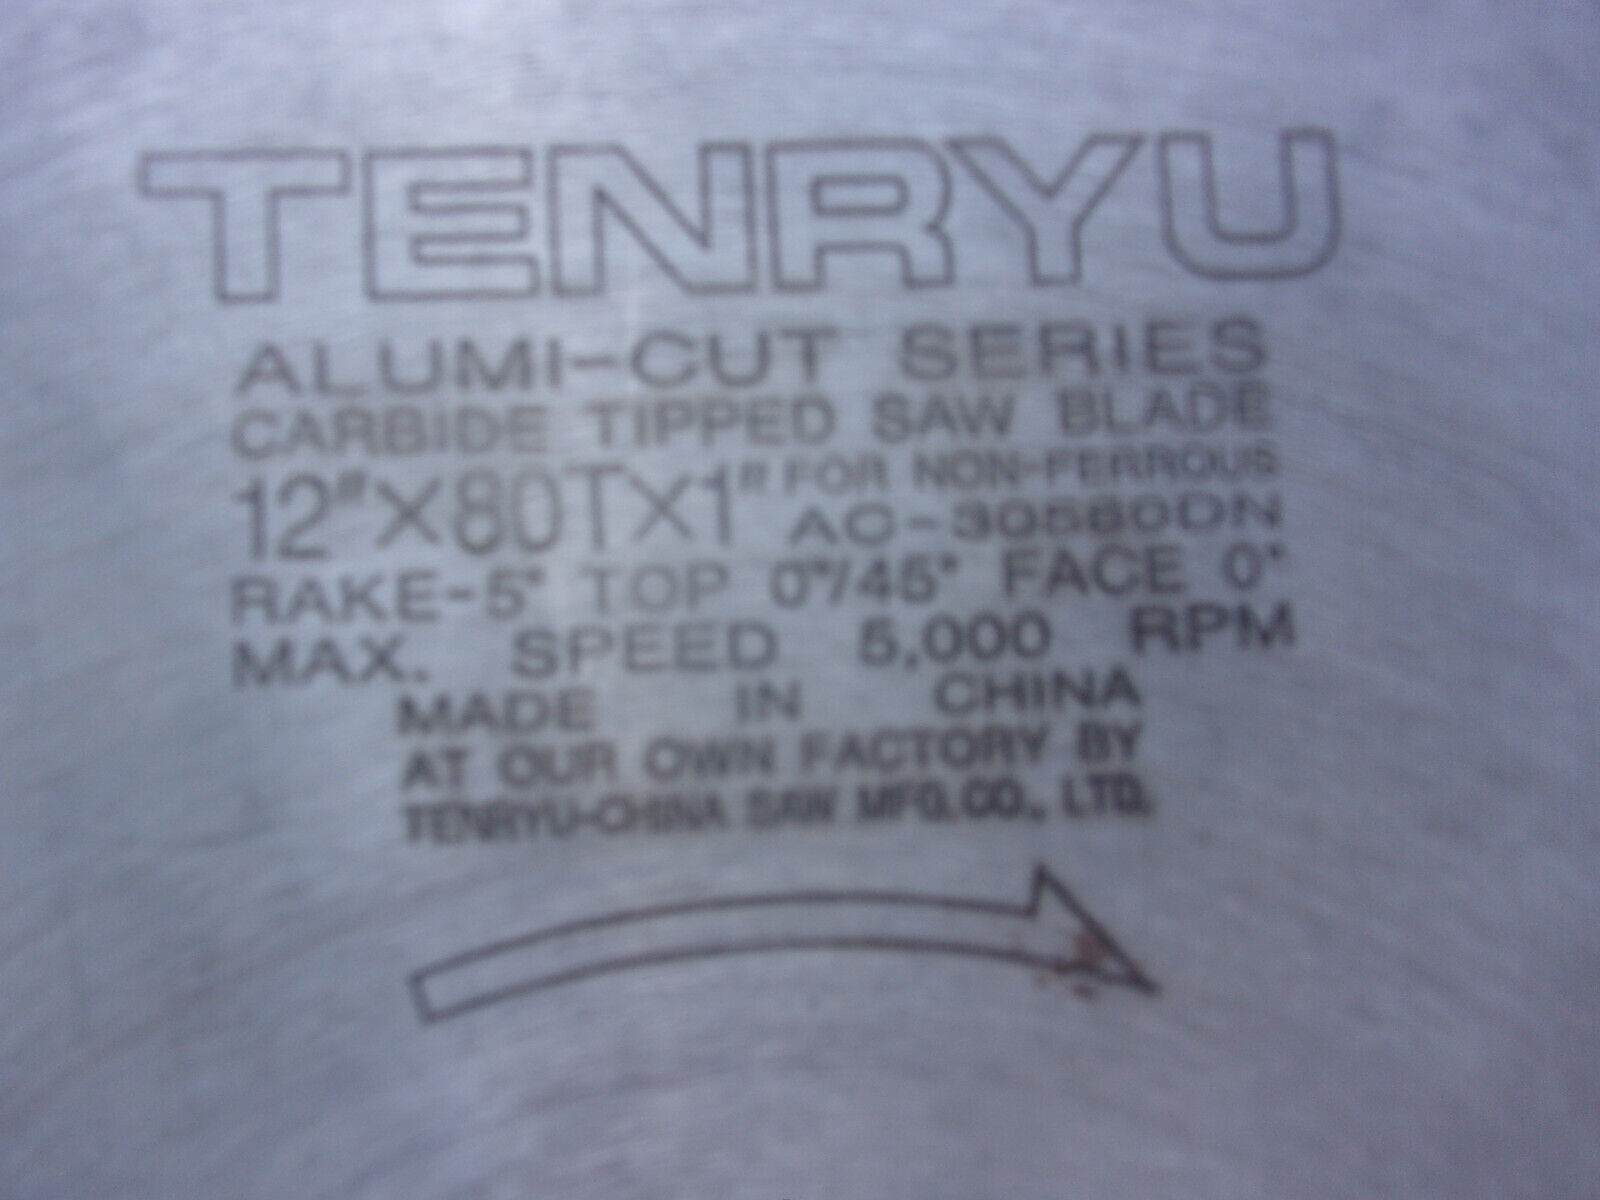 TENRYU
ALUMI-CUT SERIES
CARBIDE TIPPED SAW BLADE
12"×80T×1" FOR NON-FERROUS
AC-30580DN
RAKE-5° TOP 0°/45° FACE 0°
MAX. SPEED 5,000 RPM
MADE IN CHINA
AT OUR OWN FACTORY BY
TENRYU-CHINA SAW MFG.CO., LTD.